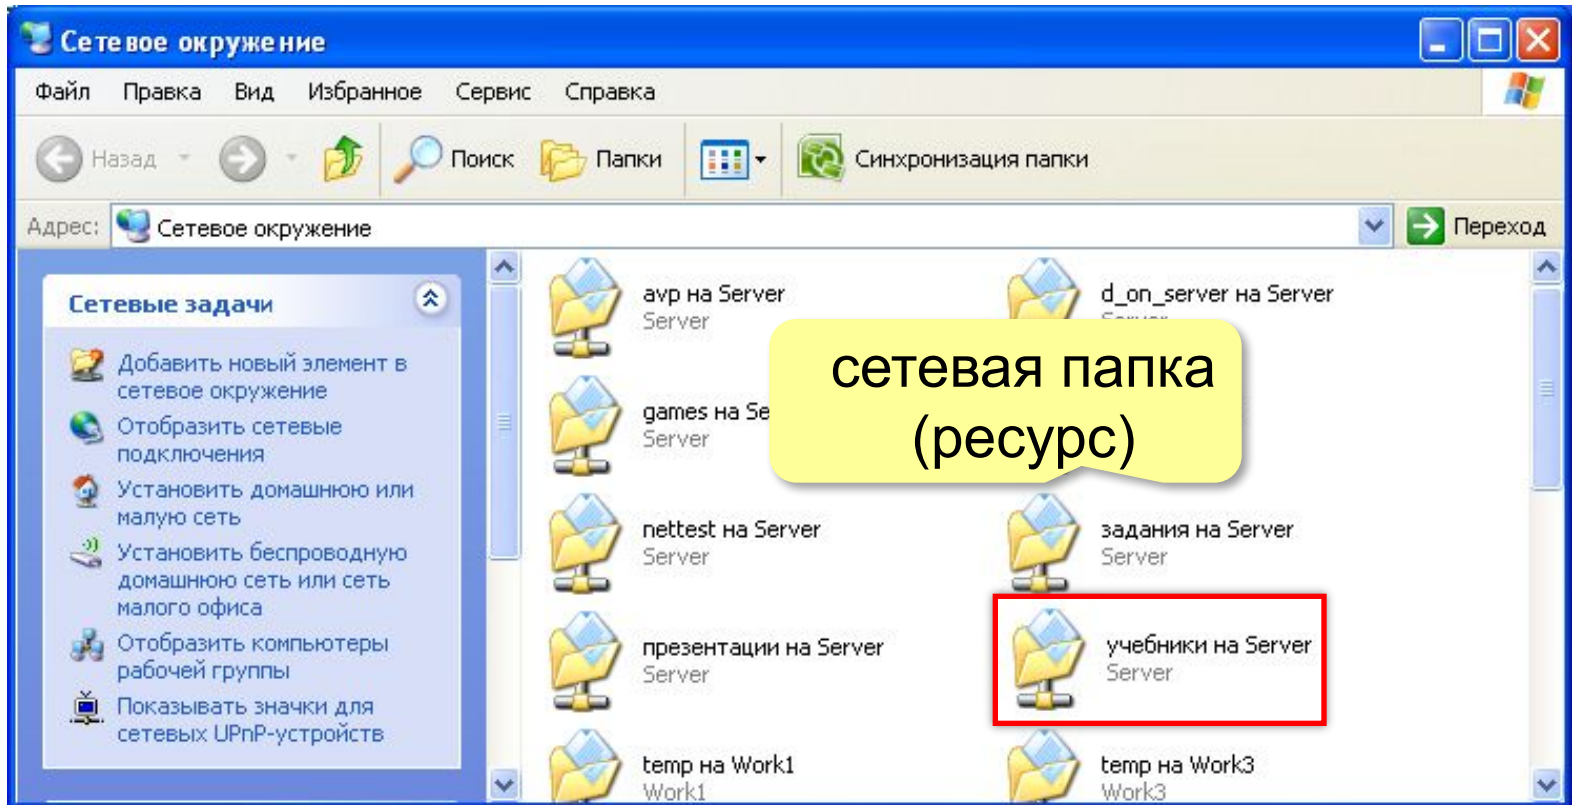 Сетевое окружение
Файл Правка Вид Избранное Сервис Справка
Назад Поиск Папки Синхронизация папки
Адрес: Сетевое окружение Переход
Сетевые задачи
Добавить новый элемент в
сетевое окружение
Отобразить сетевые
подключения
Установить домашнюю или
малую сеть
Установить беспроводную
домашнюю сеть или сеть
малого офиса
Отобразить компьютеры
рабочей группы
Показывать значки для
сетевых UPnP-устройств
avp на Server
Server
d_on_server на Server
Server
сетевая папка
(ресурс)
games на Se
Server
nettest на Server
Server
задания на Server
Server
презентации на Server
Server
учебники на Server
Server
temp на Work1
Work1
temp на Work3
Work3